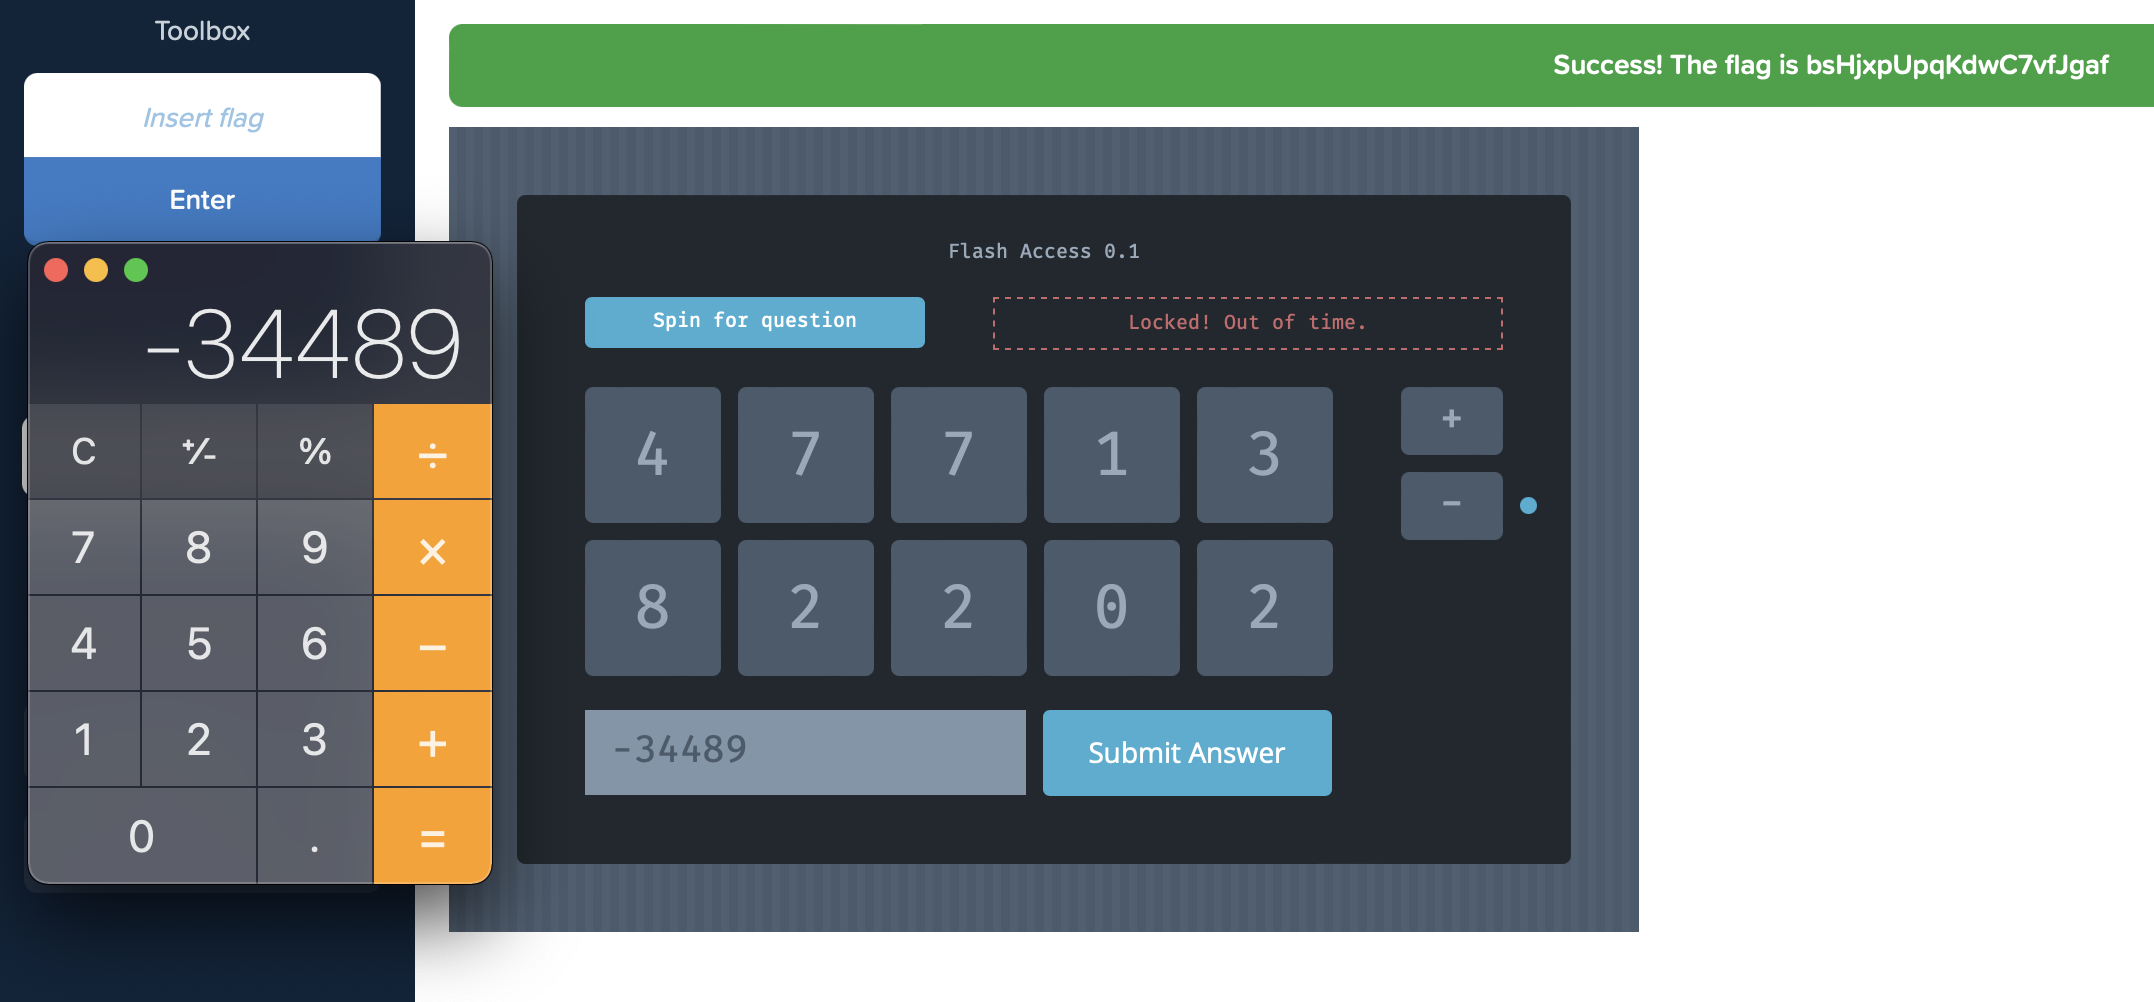 Toolbox
Insert flag
Enter
-34489
C +⁄- % ÷
7 8 9 ×
4 5 6 −
1 2 3 +
0 . =
Success! The flag is bsHjxpUpqKdwC7vfJgaf
Flash Access 0.1
Spin for question
Locked! Out of time.
4 7 7 1 3
+
-
8 2 2 0 2
-34489
Submit Answer